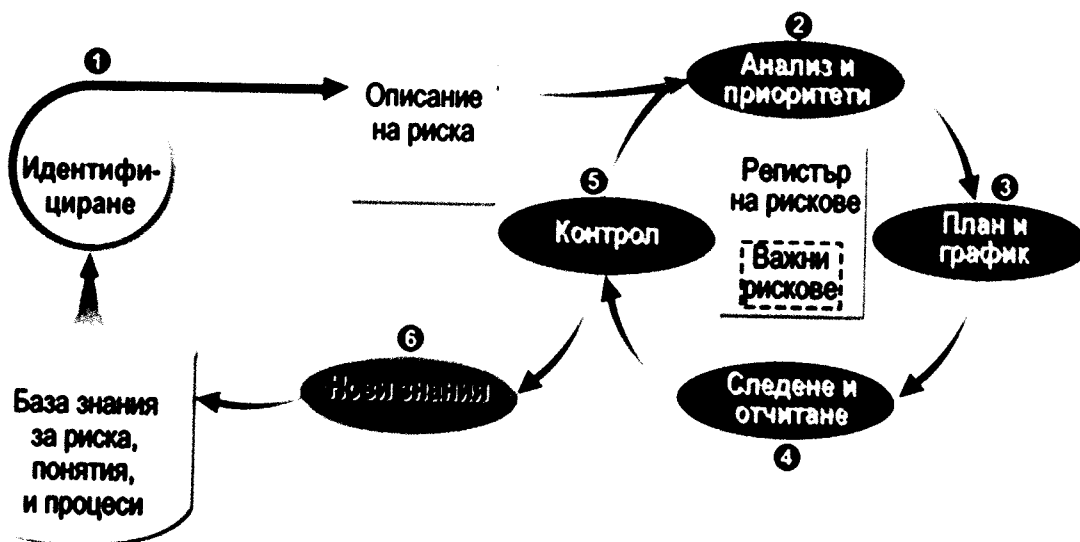 1
Идентифи-
циране
Описание
на риска
2
Анализ и
приоритети
3
План и
график
Регистър
на рискове
Важни
рискове
5
Контрол
4
Следене и
отчитане
6
Нови знания
База знания
за риска,
понятия,
и процеси